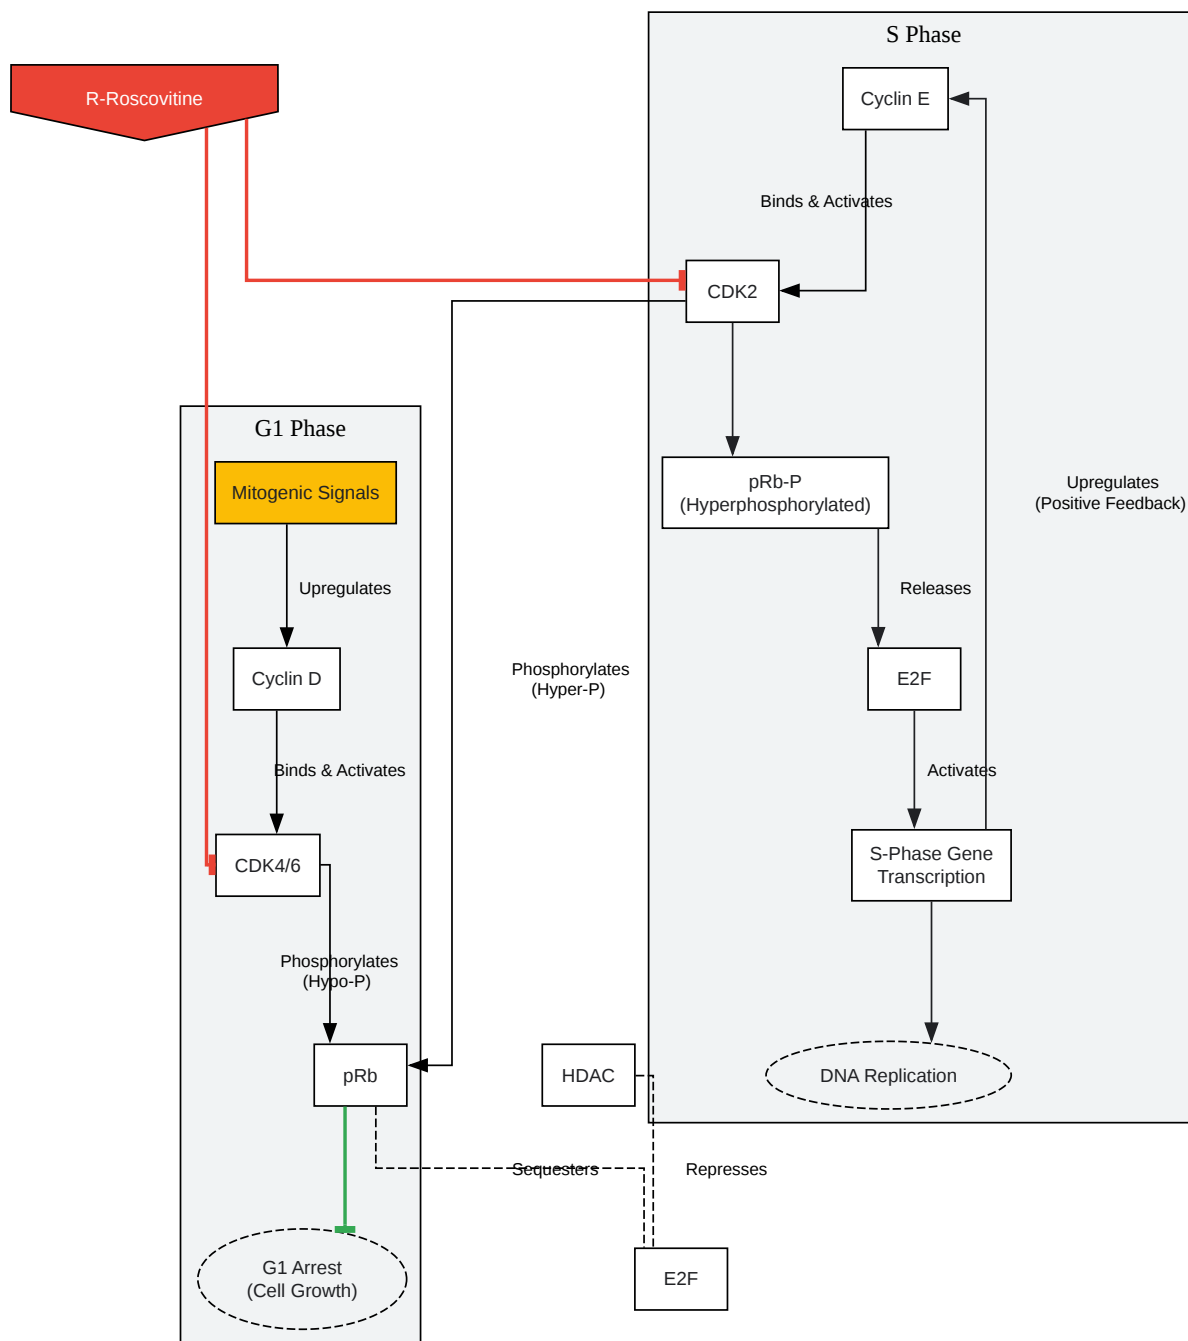 S Phase
R-Roscovitine
Cyclin E
Binds & Activates
CDK2
G1 Phase
Mitogenic Signals
pRb-P
(Hyperphosphorylated)
Upregulates
(Positive Feedback)
Upregulates
Releases
Cyclin D
Phosphorylates
(Hyper-P)
E2F
Binds & Activates
Activates
CDK4/6
S-Phase Gene
Transcription
Phosphorylates
(Hypo-P)
pRb
HDAC
DNA Replication
Sequesters
Represses
G1 Arrest
(Cell Growth)
E2F